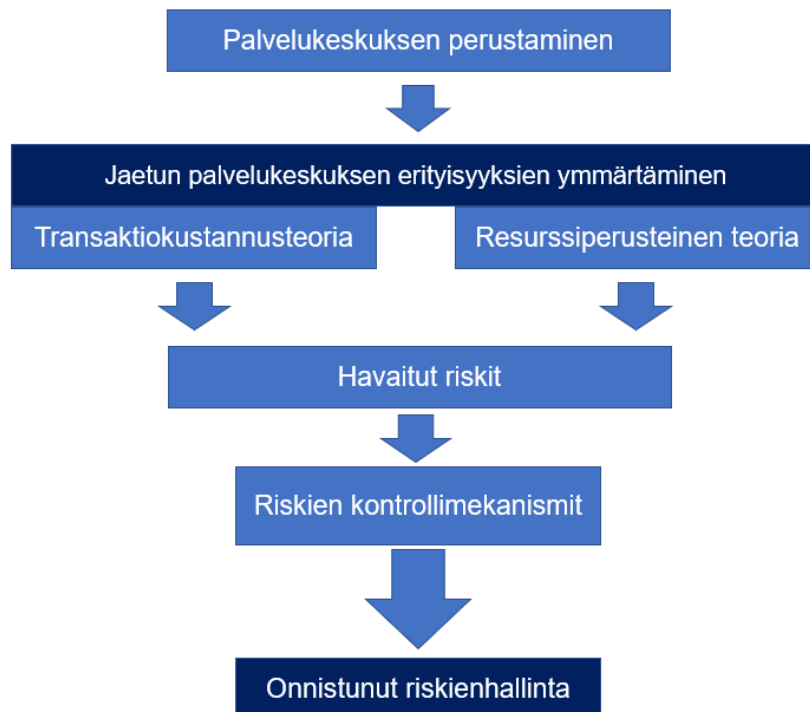 Palvelukeskuksen perustaminen
Jaetun palvelukeskuksen erityisyyksien ymmärtäminen
Transaktiokustannusteoria
Resurssiperusteinen teoria
Havaitut riskit
Riskien kontrollimekanismit
Onnistunut riskienhallinta